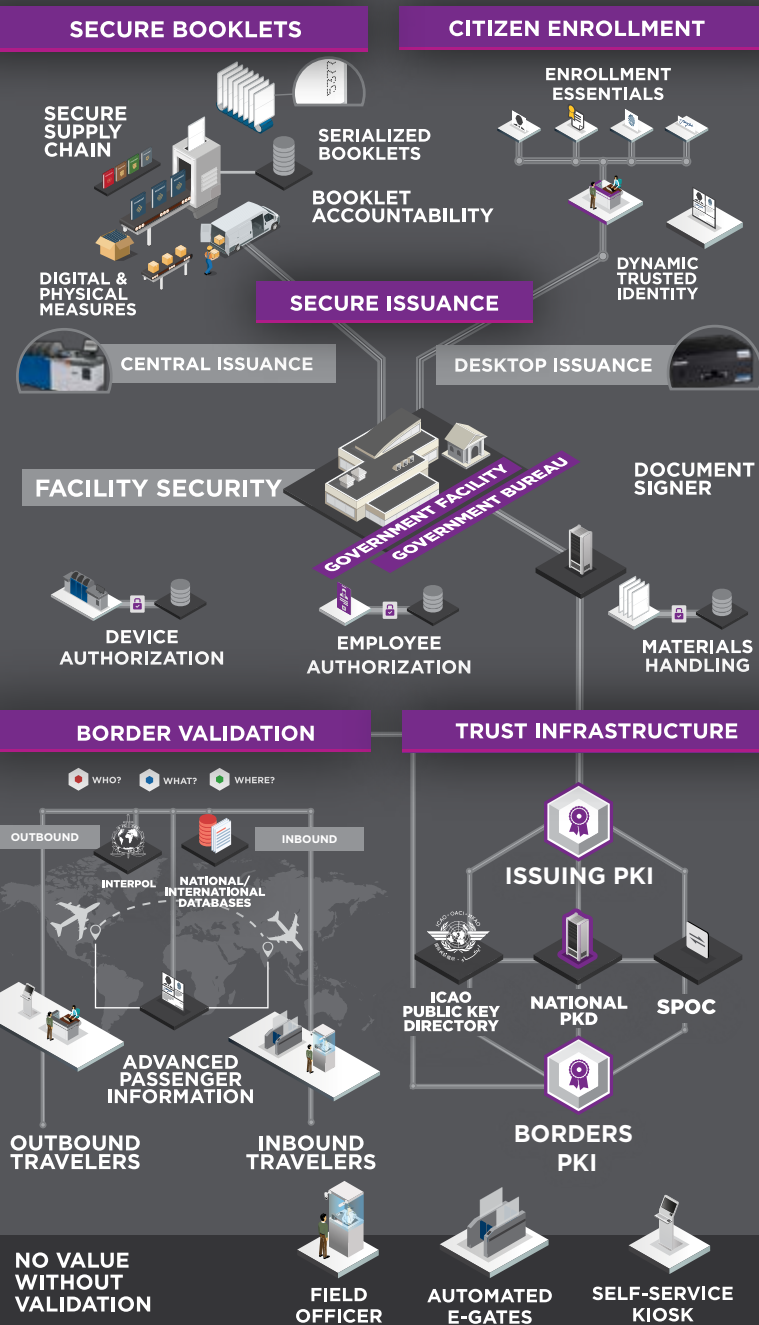 SECURE BOOKLETS
CITIZEN ENROLLMENT
SECURE
SUPPLY
CHAIN
SERIALIZED
BOOKLETS
BOOKLET
ACCOUNTABILITY
DIGITAL &
PHYSICAL
MEASURES
ENROLLMENT
ESSENTIALS
DYNAMIC
TRUSTED
IDENTITY
SECURE ISSUANCE
CENTRAL ISSUANCE
DESKTOP ISSUANCE
FACILITY SECURITY
GOVERNMENT FACILITY
GOVERNMENT BUREAU
DOCUMENT
SIGNER
DEVICE
AUTHORIZATION
EMPLOYEE
AUTHORIZATION
MATERIALS
HANDLING
BORDER VALIDATION
WHO?
WHAT?
WHERE?
OUTBOUND
INBOUND
INTERPOL
NATIONAL/
INTERNATIONAL
DATABASES
ADVANCED
PASSENGER
INFORMATION
OUTBOUND
TRAVELERS
INBOUND
TRAVELERS
TRUST INFRASTRUCTURE
ISSUING PKI
ICAO
PUBLIC KEY
DIRECTORY
NATIONAL
PKD
SPOC
BORDERS
PKI
NO VALUE
WITHOUT
VALIDATION
FIELD
OFFICER
AUTOMATED
E-GATES
SELF-SERVICE
KIOSK